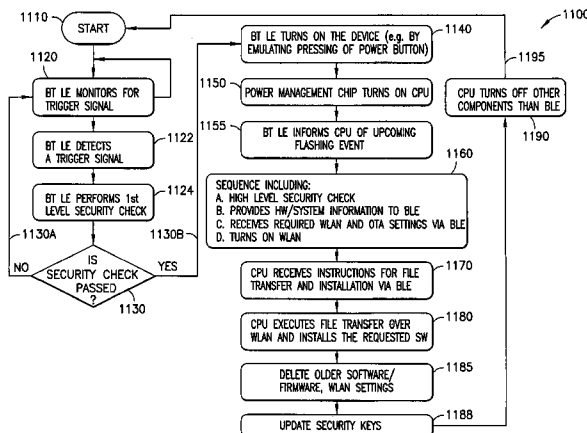 1100
1110
START
1120
BT LE MONITORS FOR
TRIGGER SIGNAL
1122
BT LE DETECTS
A TRIGGER SIGNAL
1124
BT LE PERFORMS 1st
LEVEL SECURITY CHECK
1130A
1130B
NO
IS
SECURITY CHECK
PASSED
?
YES
1130
1140
BT LE TURNS ON THE DEVICE (e.g. BY
EMULATING PRESSING OF POWER BUTTON)
1150
POWER MANAGEMENT CHIP TURNS ON CPU
1155
BT LE INFORMS CPU OF UPCOMING
FLASHING EVENT
1160
SEQUENCE INCLUDING:
A. HIGH LEVEL SECURITY CHECK
B. PROVIDES HW/SYSTEM INFORMATION TO BLE
C. RECEIVES REQUIRED WLAN AND OTA SETTINGS VIA BLE
D. TURNS ON WLAN
1170
CPU RECEIVES INSTRUCTIONS FOR FILE
TRANSFER AND INSTALLATION VIA BLE
1180
CPU EXECUTES FILE TRANSFER OVER
WLAN AND INSTALLS THE REQUESTED SW
1185
DELETE OLDER SOFTWARE/
FIRMWARE, WLAN SETTINGS
1188
UPDATE SECURITY KEYS
1195
CPU TURNS OFF OTHER
COMPONENTS THAN BLE
1190